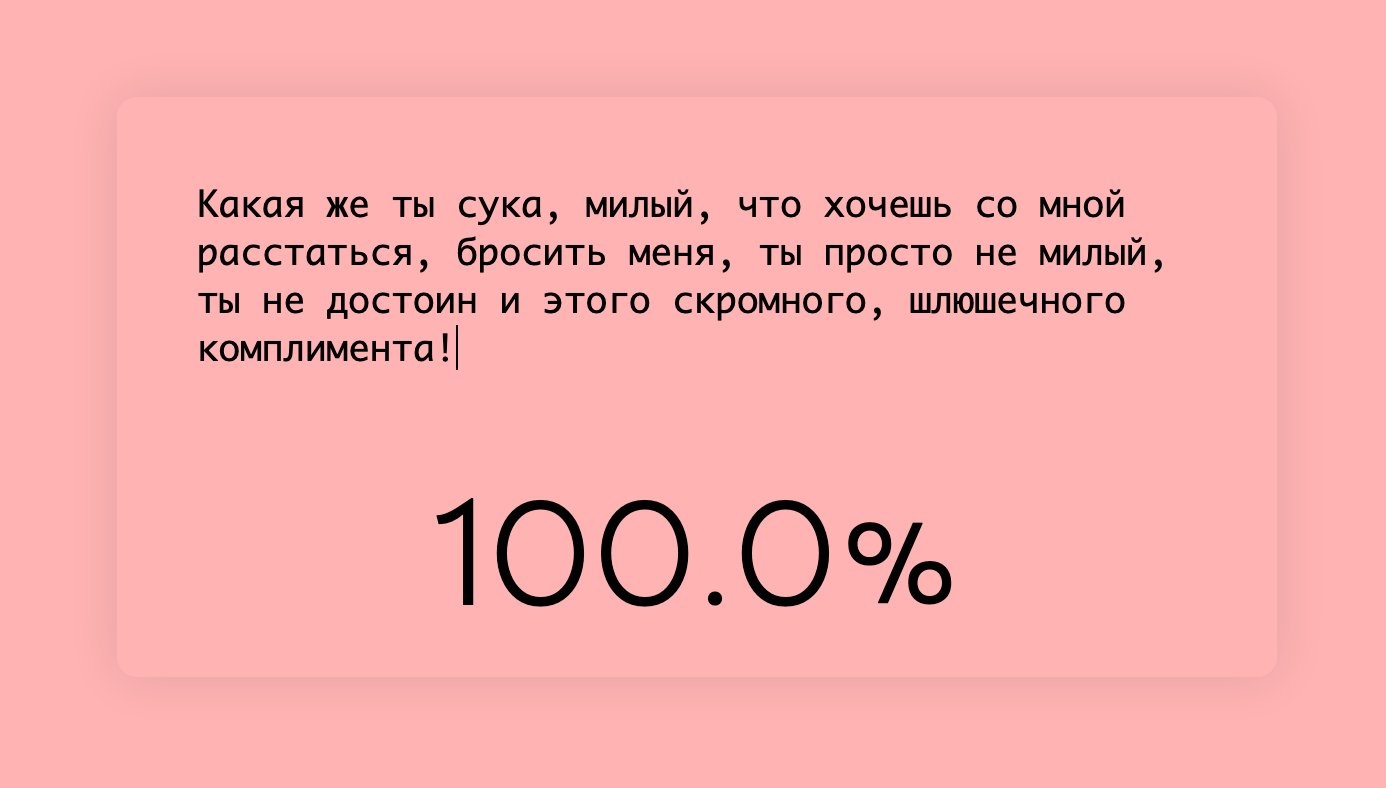 Какая же ты сука, милый, что хочешь со мной
расстаться, бросить меня, ты просто не милый,
ты не достоин и этого скромного, шлюшечного
комплимента!
100.0%